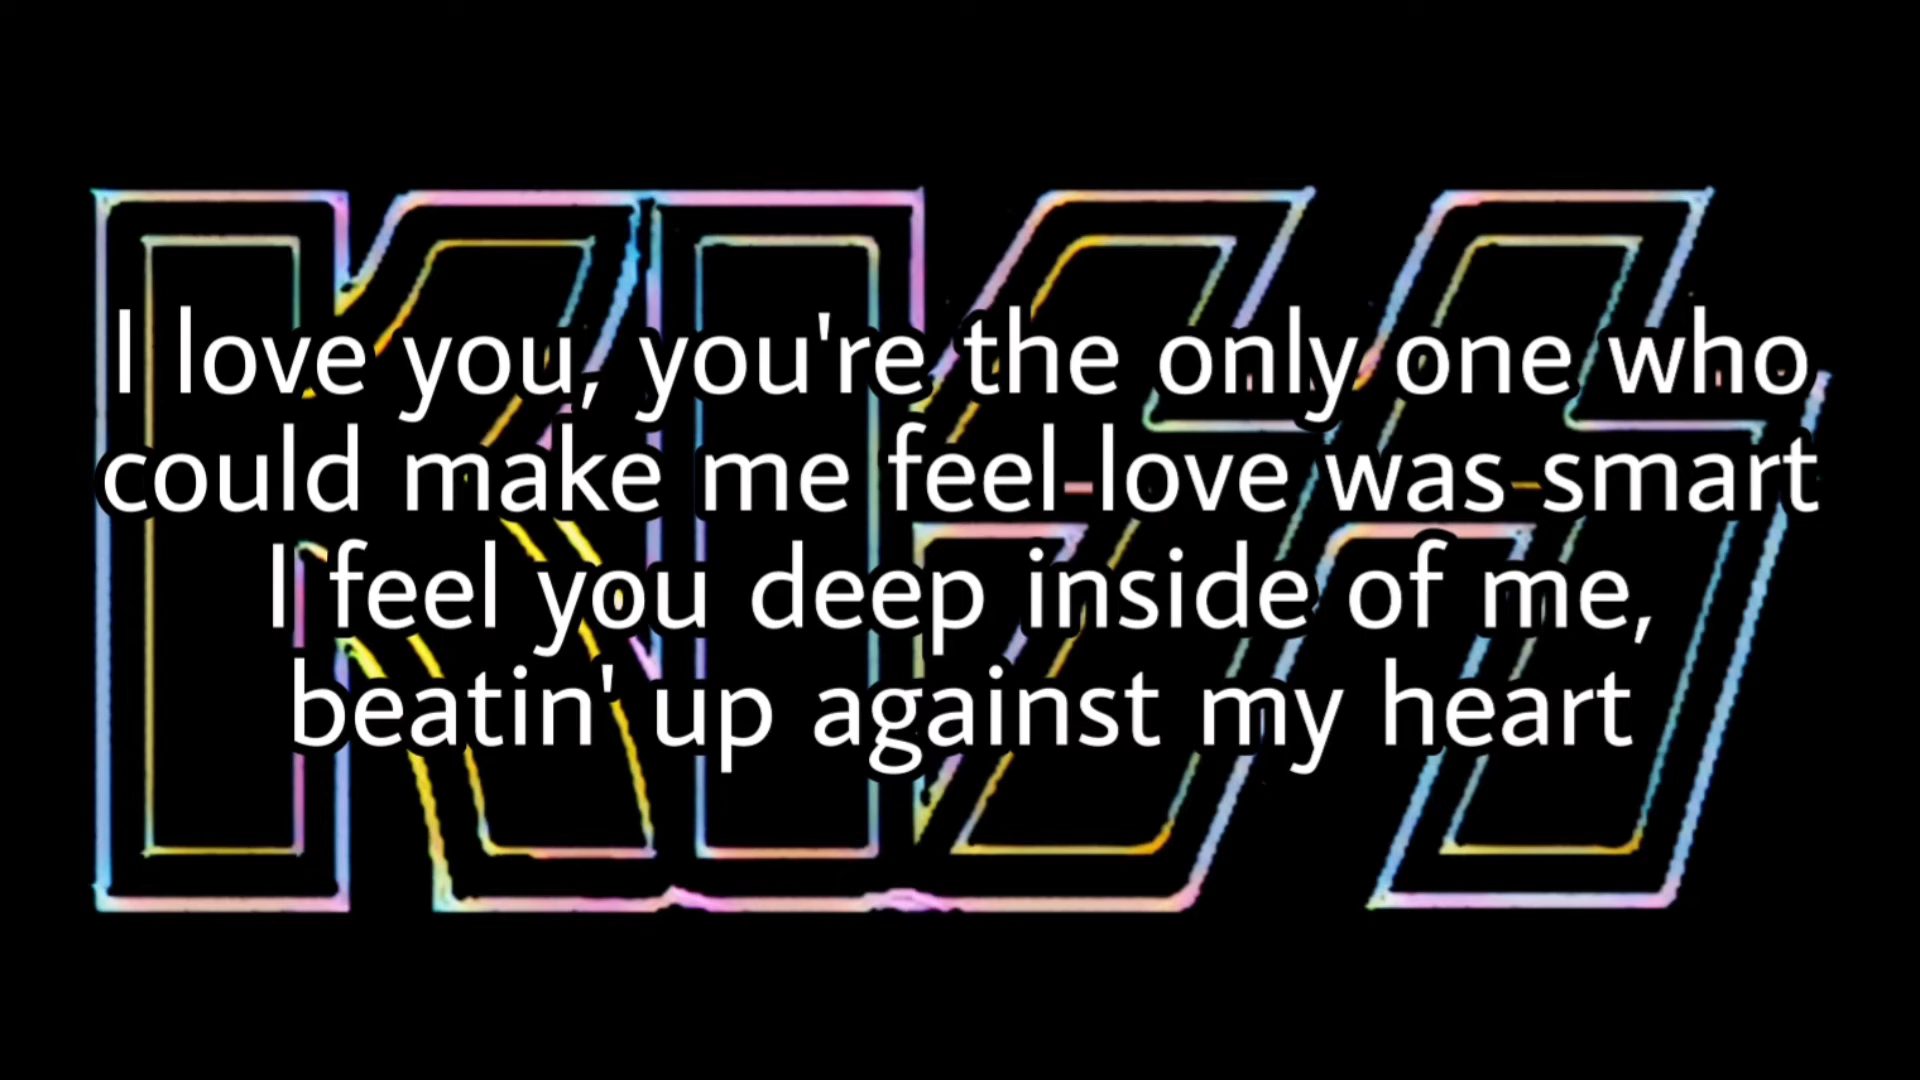 KISS
I love you, you're the only one who
could make me feel love was smart
I feel you deep inside of me,
beatin' up against my heart